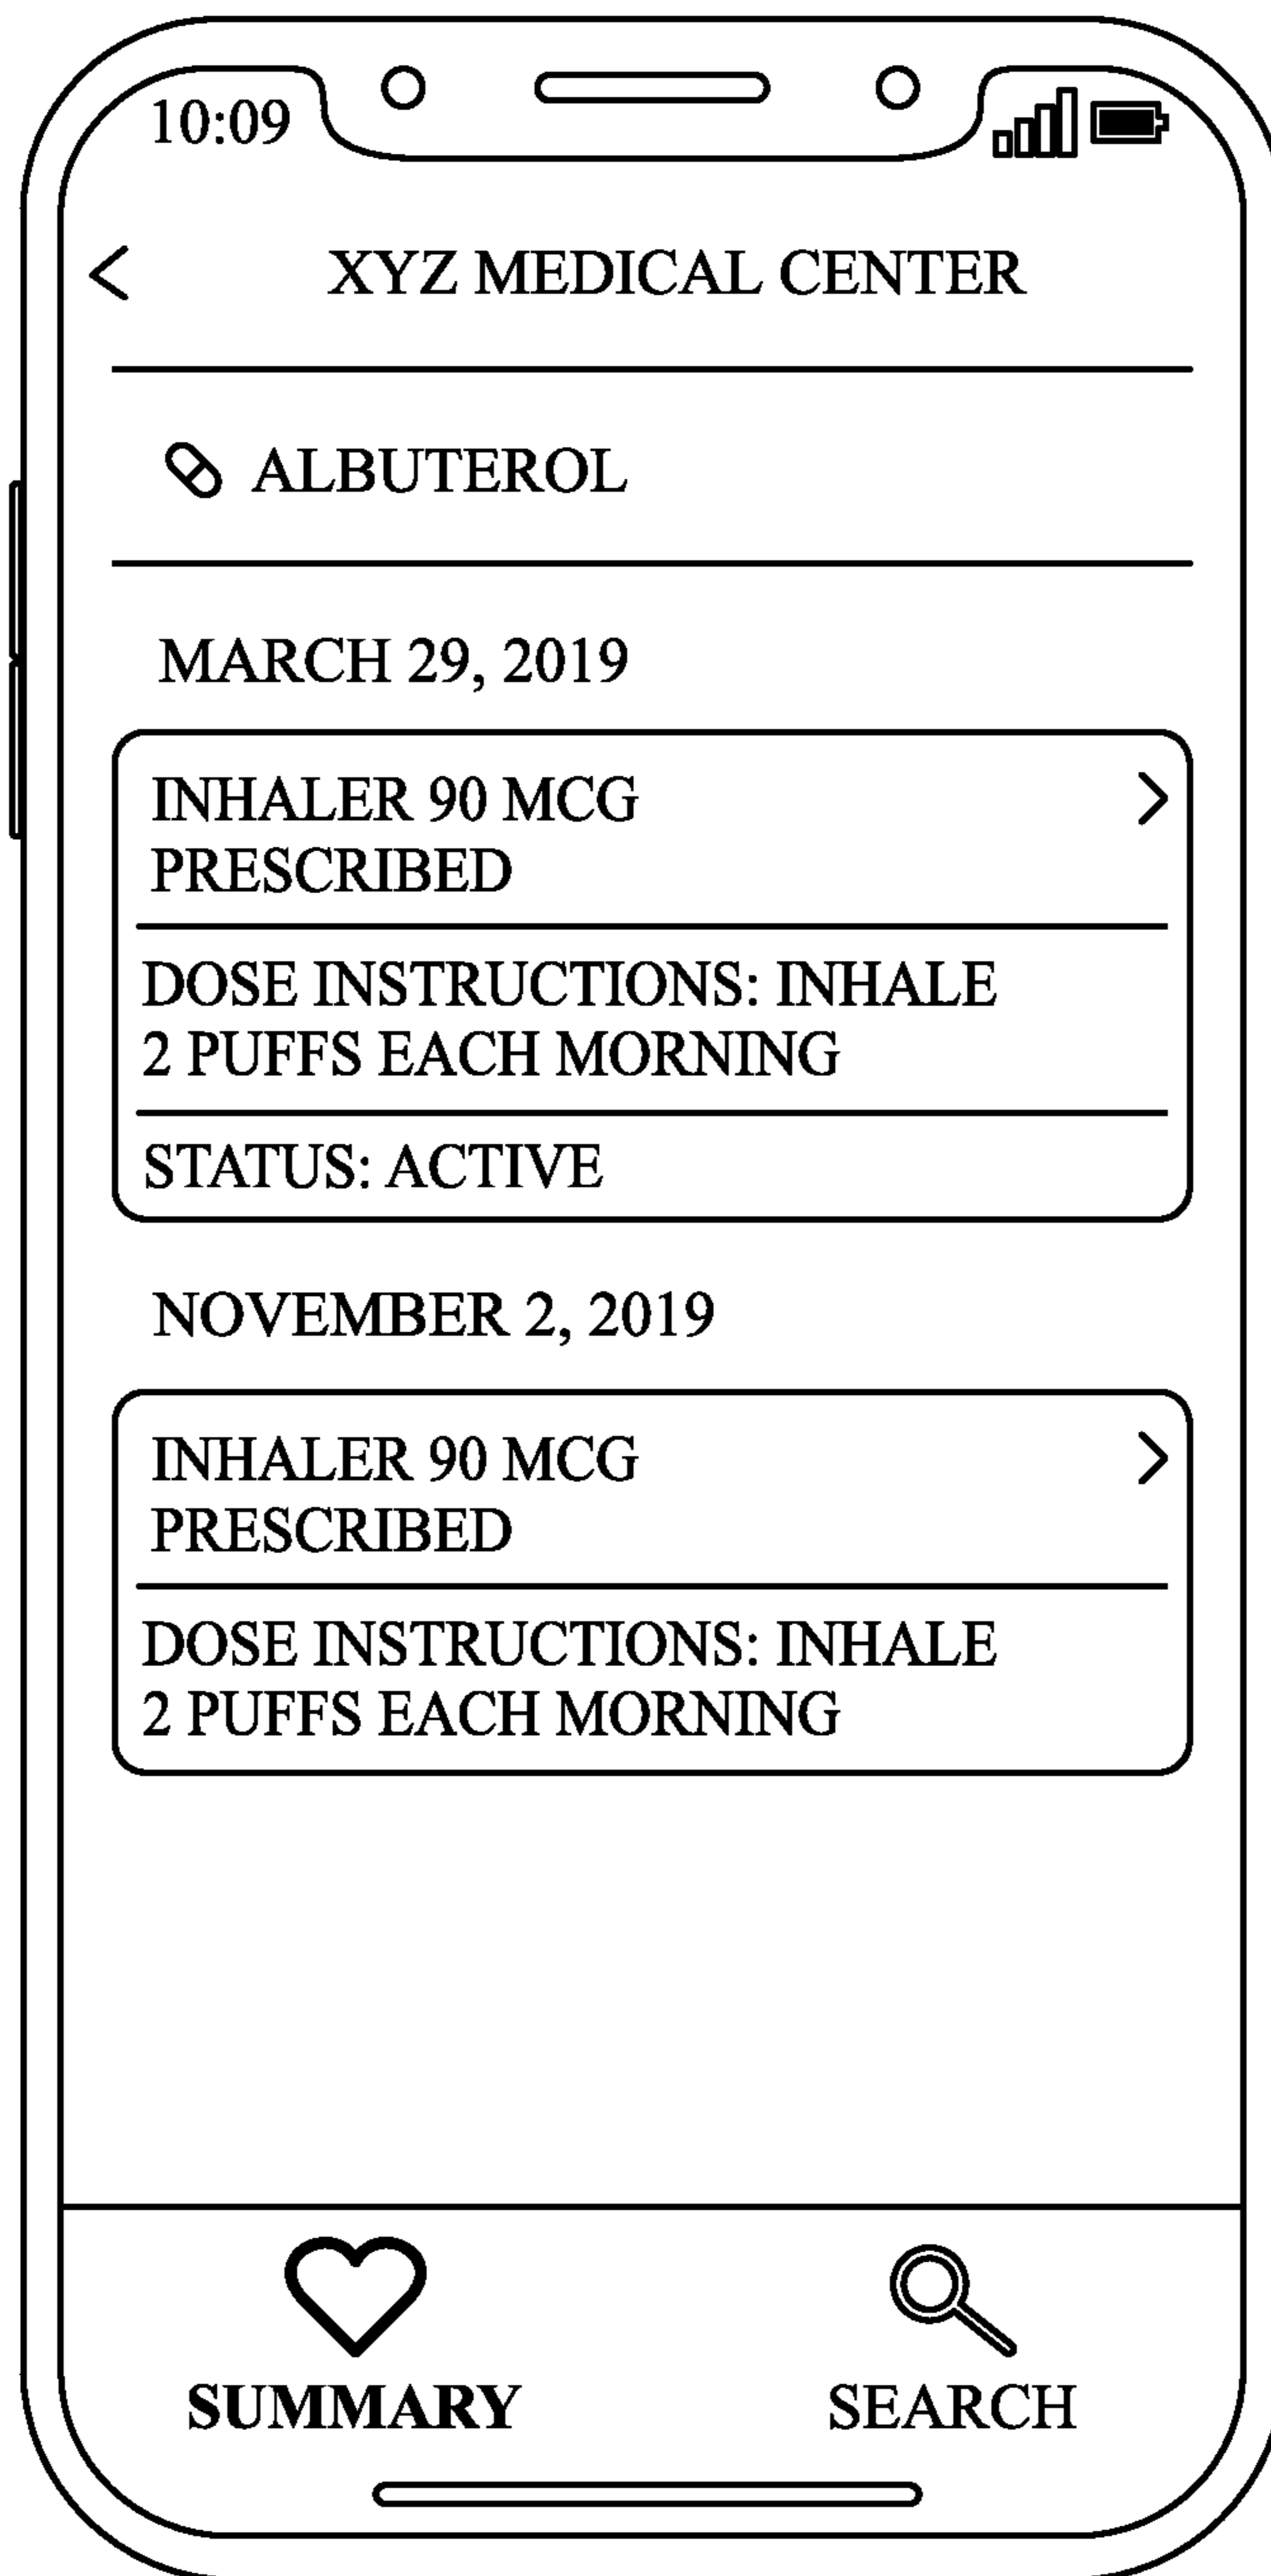 10:09
XYZ MEDICAL CENTER
ALBUTEROL
MARCH 29, 2019
INHALER 90 MCG
PRESCRIBED
DOSE INSTRUCTIONS: INHALE
2 PUFFS EACH MORNING
STATUS: ACTIVE
NOVEMBER 2, 2019
INHALER 90 MCG
PRESCRIBED
DOSE INSTRUCTIONS: INHALE
2 PUFFS EACH MORNING
SUMMARY
SEARCH